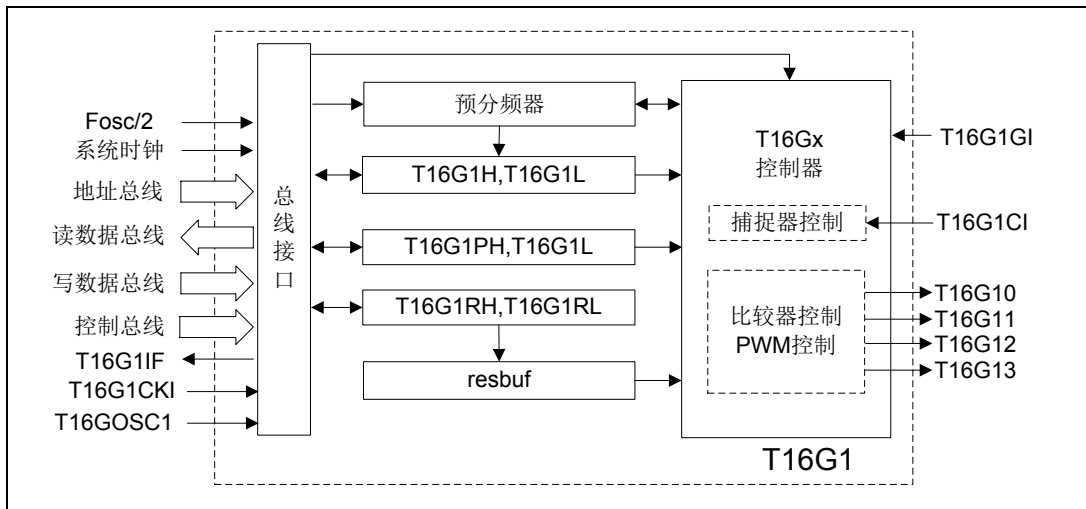 Fosc/2
系统时钟
地址总线
读数据总线
写数据总线
控制总线
T16G1IF
T16G1CKI
T16GOSC1
总
线
接
口
预分频器
T16G1H,T16G1L
T16G1PH,T16G1L
T16G1RH,T16G1RL
resbuf
T16Gx
控制器
捕捉器控制
比较器控制
PWM控制
T16G1
T16G1GI
T16G1CI
T16G10
T16G11
T16G12
T16G13